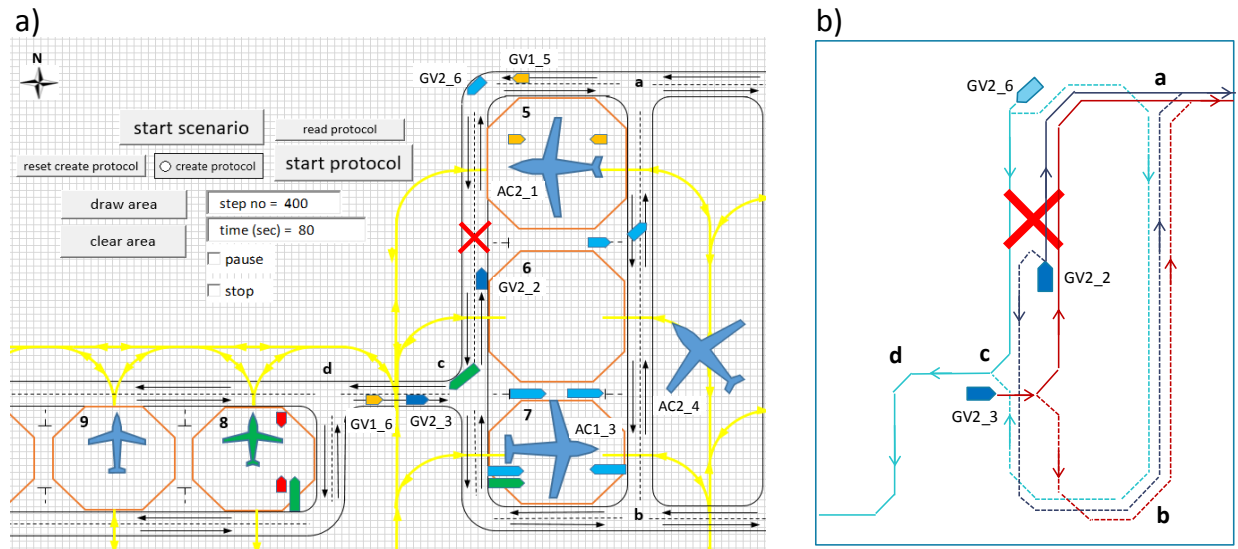 a)
N
GV1_5
GV2_6
a
5
start scenario
read protocol
reset create protocol
create protocol
start protocol
AC2_1
draw area
step no = 400
clear area
time (sec) = 80
pause
stop
6
GV2_2
d
c
AC2_4
9
8
GV1_6
GV2_3
7
AC1_3
b
b)
GV2_6
a
GV2_2
d
c
GV2_3
b